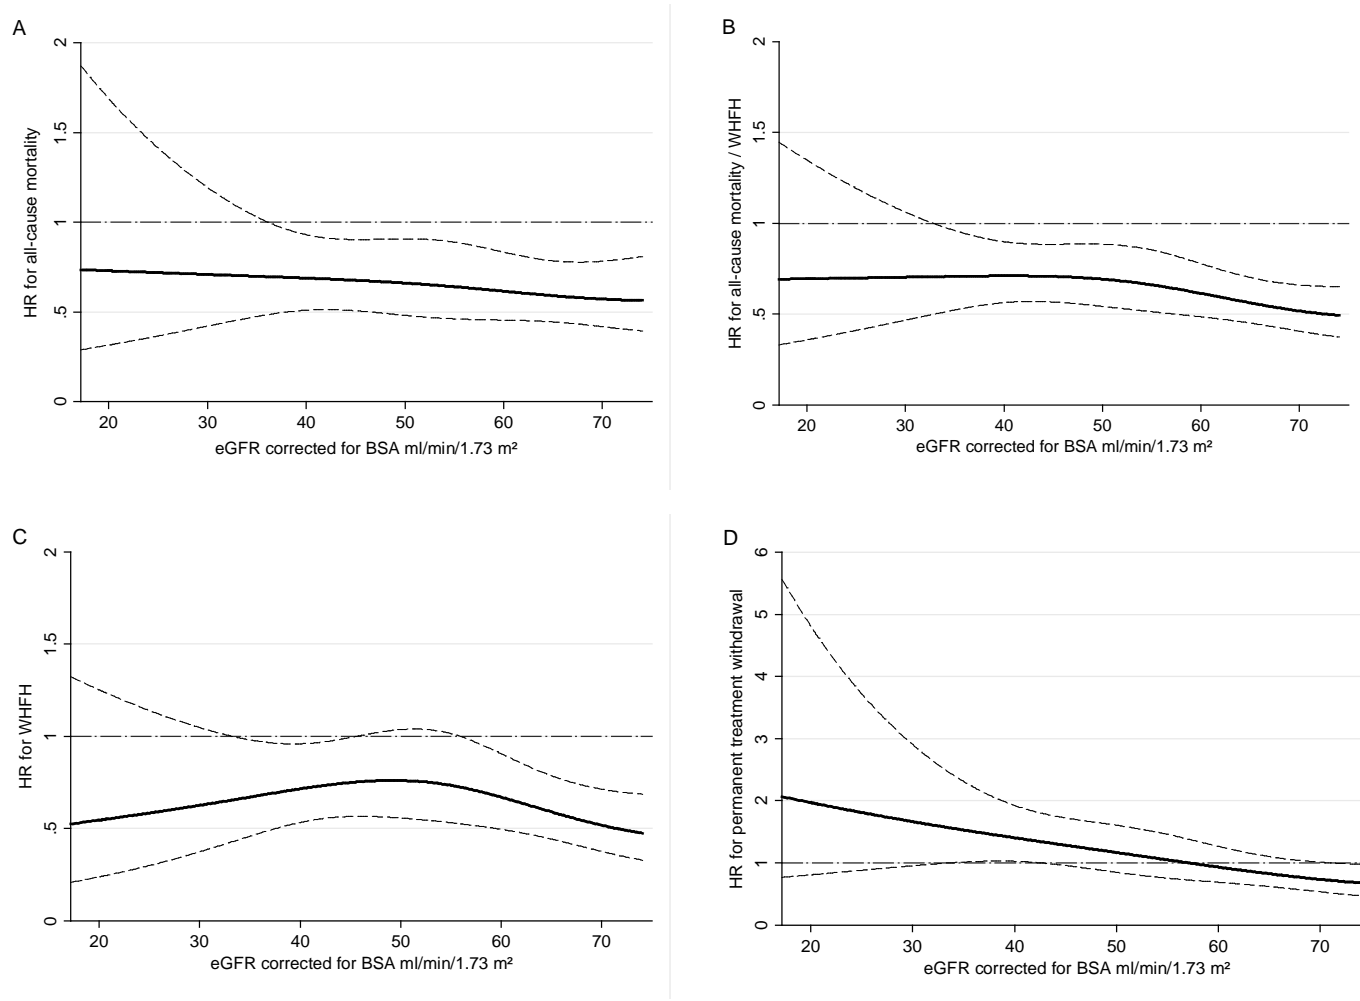 A
HR for all-cause mortality
2
1.5
1
.5
0
20 30 40 50 60 70
eGFR corrected for BSA ml/min/1.73 m²
B
HR for all-cause mortality / WHFH
2
1.5
1
.5
0
20 30 40 50 60 70
eGFR corrected for BSA ml/min/1.73 m²
C
HR for WHFH
2
1.5
1
.5
0
20 30 40 50 60 70
eGFR corrected for BSA ml/min/1.73 m²
D
HR for permanent treatment withdrawal
6
5
4
3
2
1
0
20 30 40 50 60 70
eGFR corrected for BSA ml/min/1.73 m²